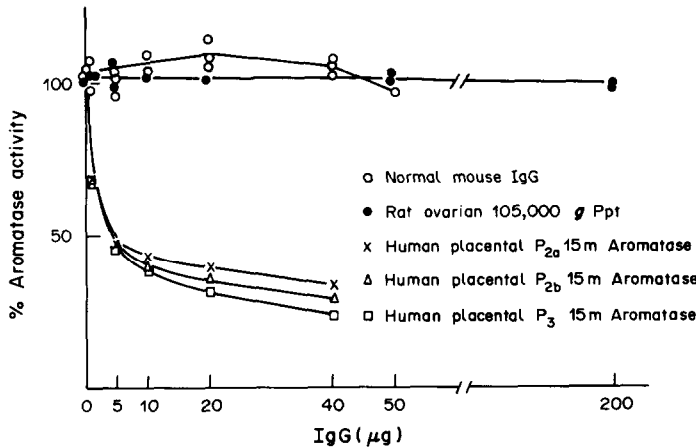 % Aromatase activity
100
50
○ Normal mouse IgG
● Rat ovarian 105,000 g Ppt
x Human placental P2a 15m Aromatase
△ Human placental P2b 15m Aromatase
□ Human placental P3 15m Aromatase
0 5 10 20 40 50 200
IgG (μg)